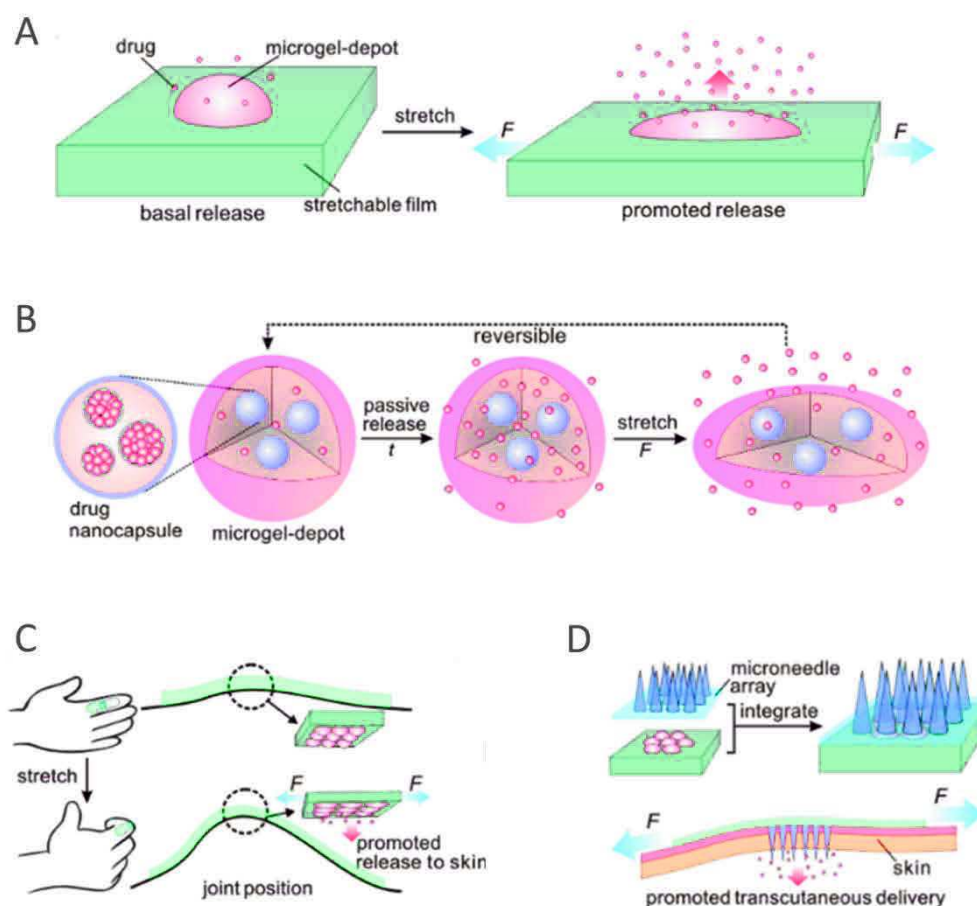 A
drug
microgel-depot
stretch
F
F
stretchable film
basal release
promoted release
B
reversible
passive
release
t
stretch
F
drug
nanocapsule
microgel-depot
C
stretch
F
F
promoted
release to skin
joint position
D
microneedle
array
integrate
F
F
skin
promoted transcutaneous delivery